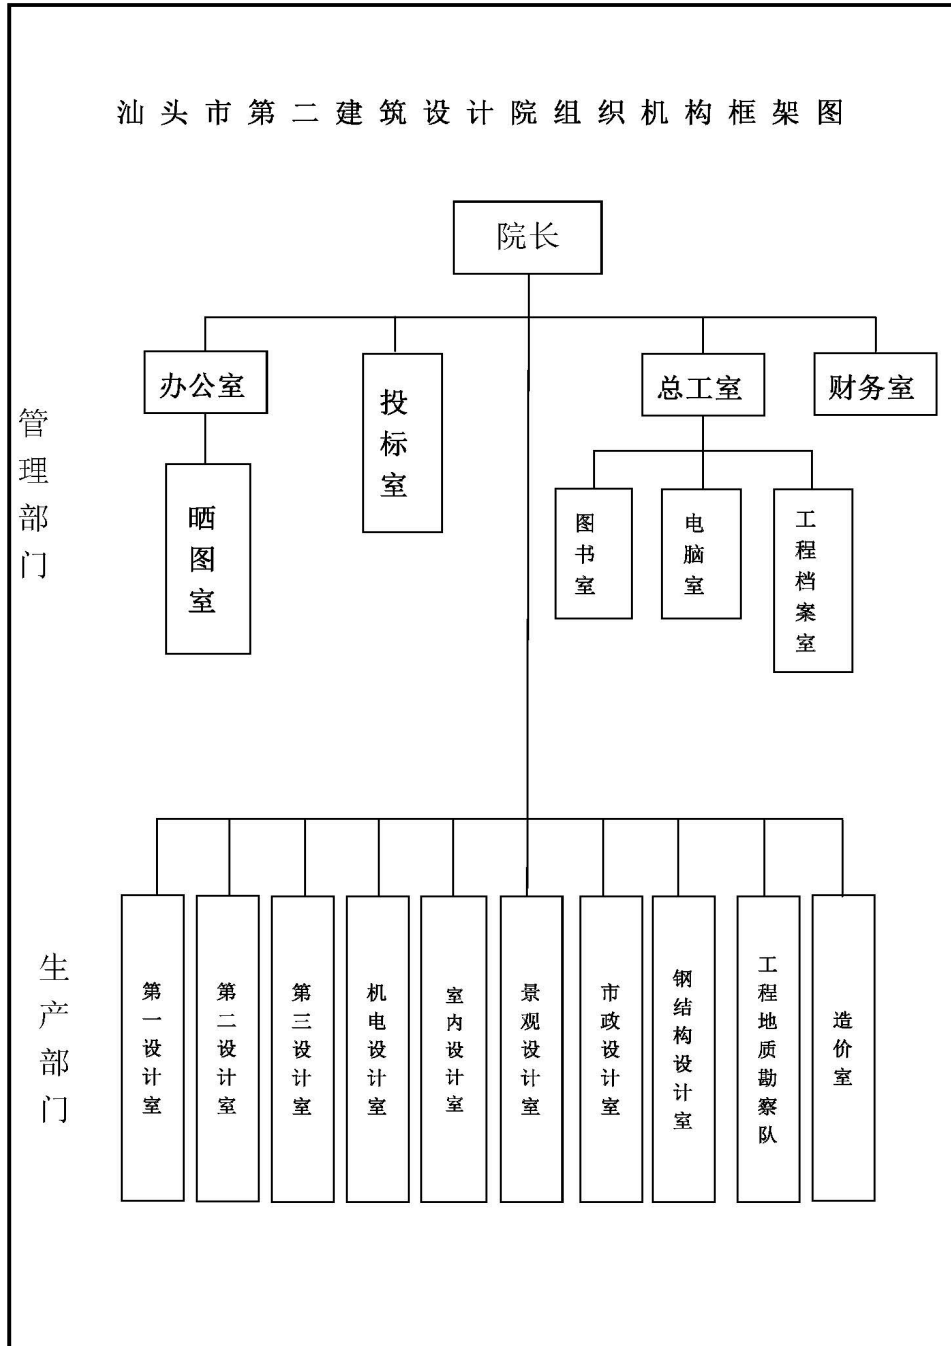 汕头市第二建筑设计院组织机构框架图
院长
管理部门
办公室
投标室
总工室
财务室
晒图室
图书室
电脑室
工程档案室
生产部门
第一设计室
第二设计室
第三设计室
机电设计室
室内设计室
景观设计室
市政设计室
钢结构设计室
工程地质勘察队
造价室